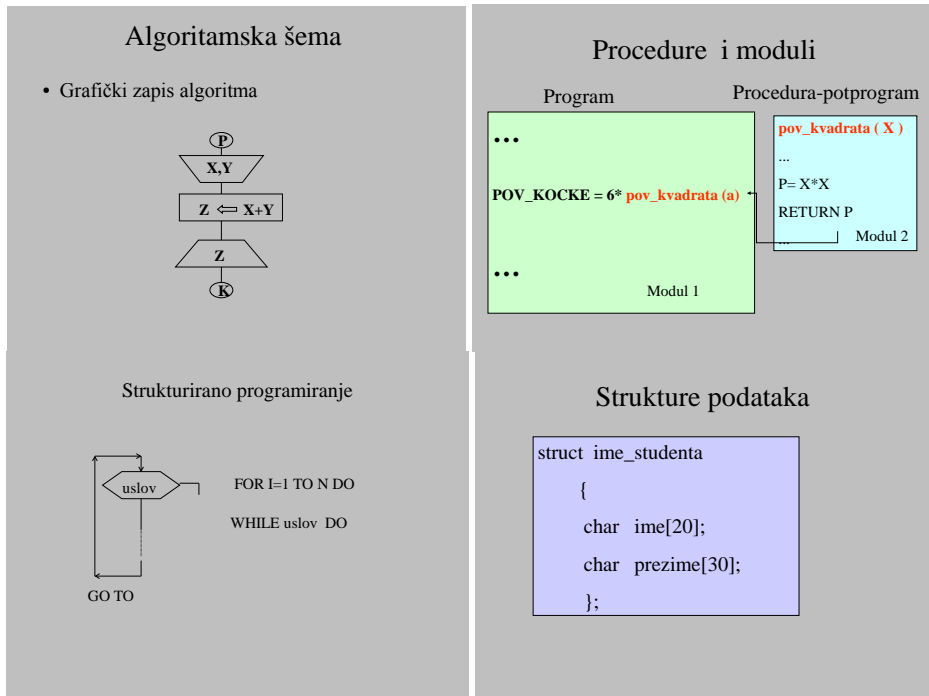 Algoritamska šema
• Grafički zapis algoritma
P
X,Y
Z ⇐ X+Y
Z
K
Procedure i moduli
Program
Procedura-potprogram
...
POV_KOCKE = 6* pov_kvadrata (a)
...
Modul 1
pov_kvadrata ( X )
...
P= X*X
RETURN P
...
Modul 2
Strukturirano programiranje
uslov
FOR I=1 TO N DO
WHILE uslov DO
GO TO
Strukture podataka
struct ime_studenta
{
char ime[20];
char prezime[30];
};